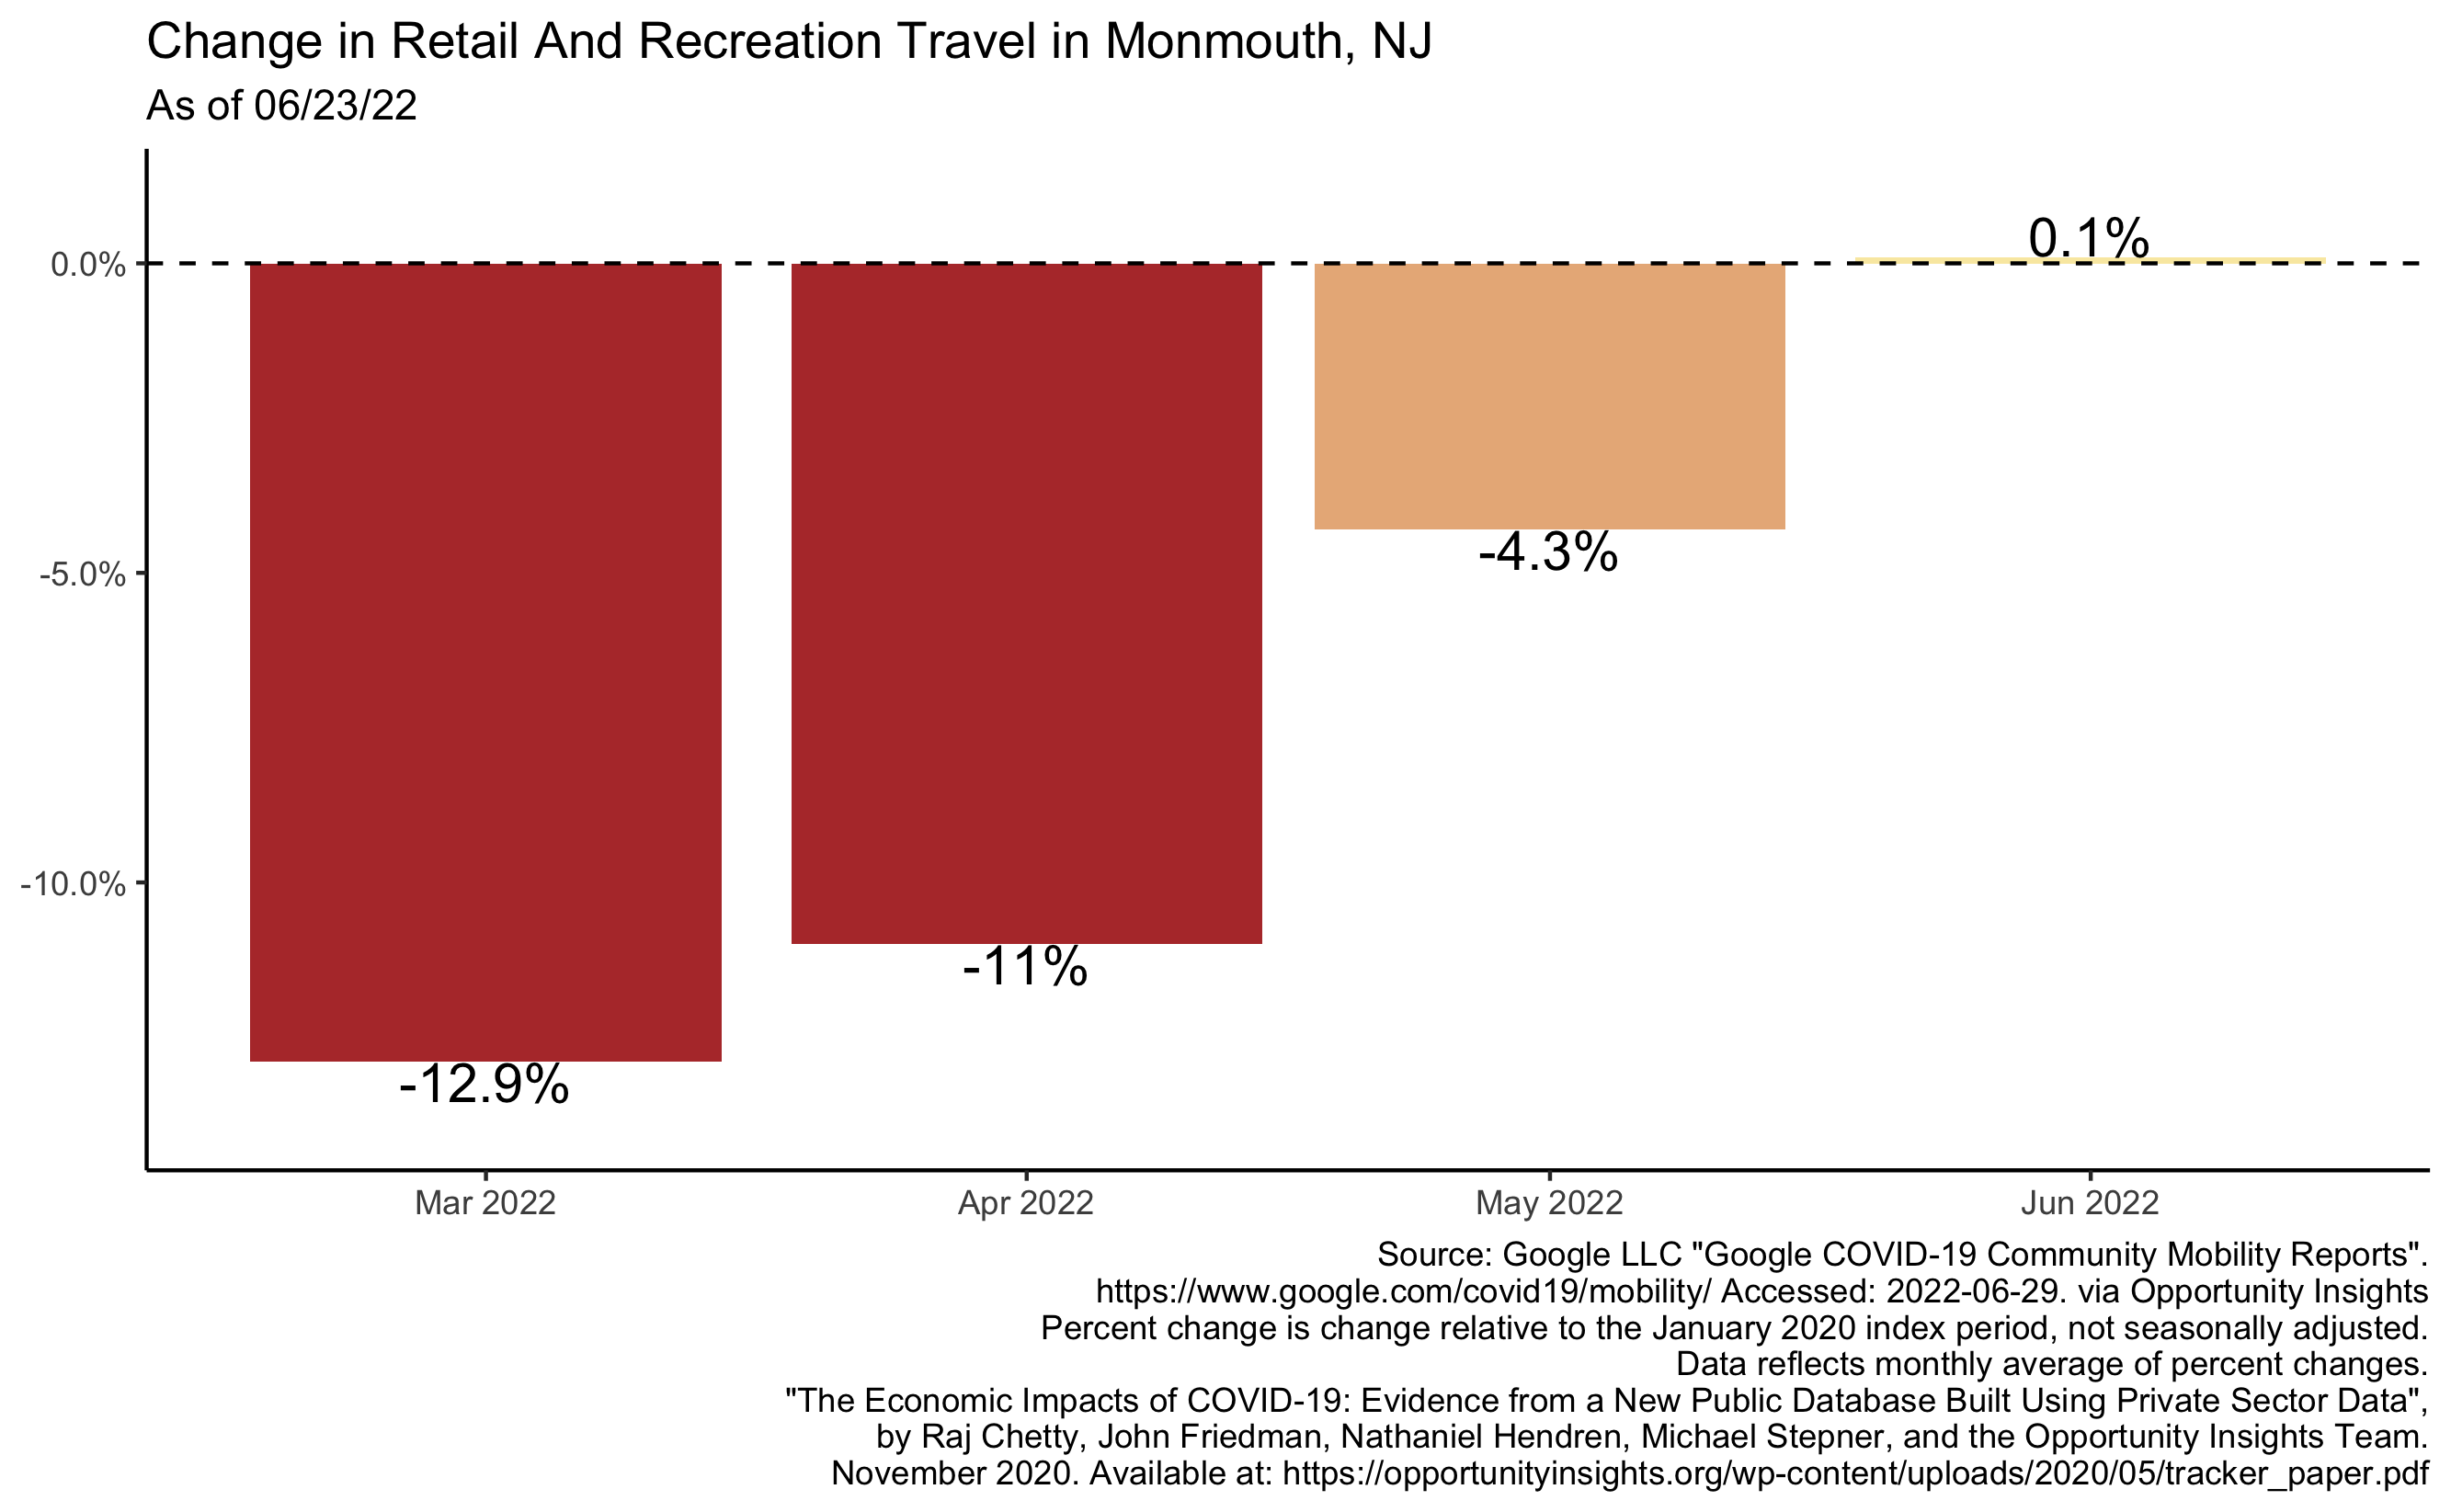 Change in Retail And Recreation Travel in Monmouth, NJ
As of 06/23/22
0.1%
0.0%
-4.3%
-5.0%
-10.0%
-11%
-12.9%
Mar 2022 Apr 2022 May 2022 Jun 2022
Source: Google LLC "Google COVID-19 Community Mobility Reports".
https://www.google.com/covid19/mobility/ Accessed: 2022-06-29. via Opportunity Insights
Percent change is change relative to the January 2020 index period, not seasonally adjusted.
Data reflects monthly average of percent changes.
"The Economic Impacts of COVID-19: Evidence from a New Public Database Built Using Private Sector Data",
by Raj Chetty, John Friedman, Nathaniel Hendren, Michael Stepner, and the Opportunity Insights Team.
November 2020. Available at: https://opportunityinsights.org/wp-content/uploads/2020/05/tracker_paper.pdf